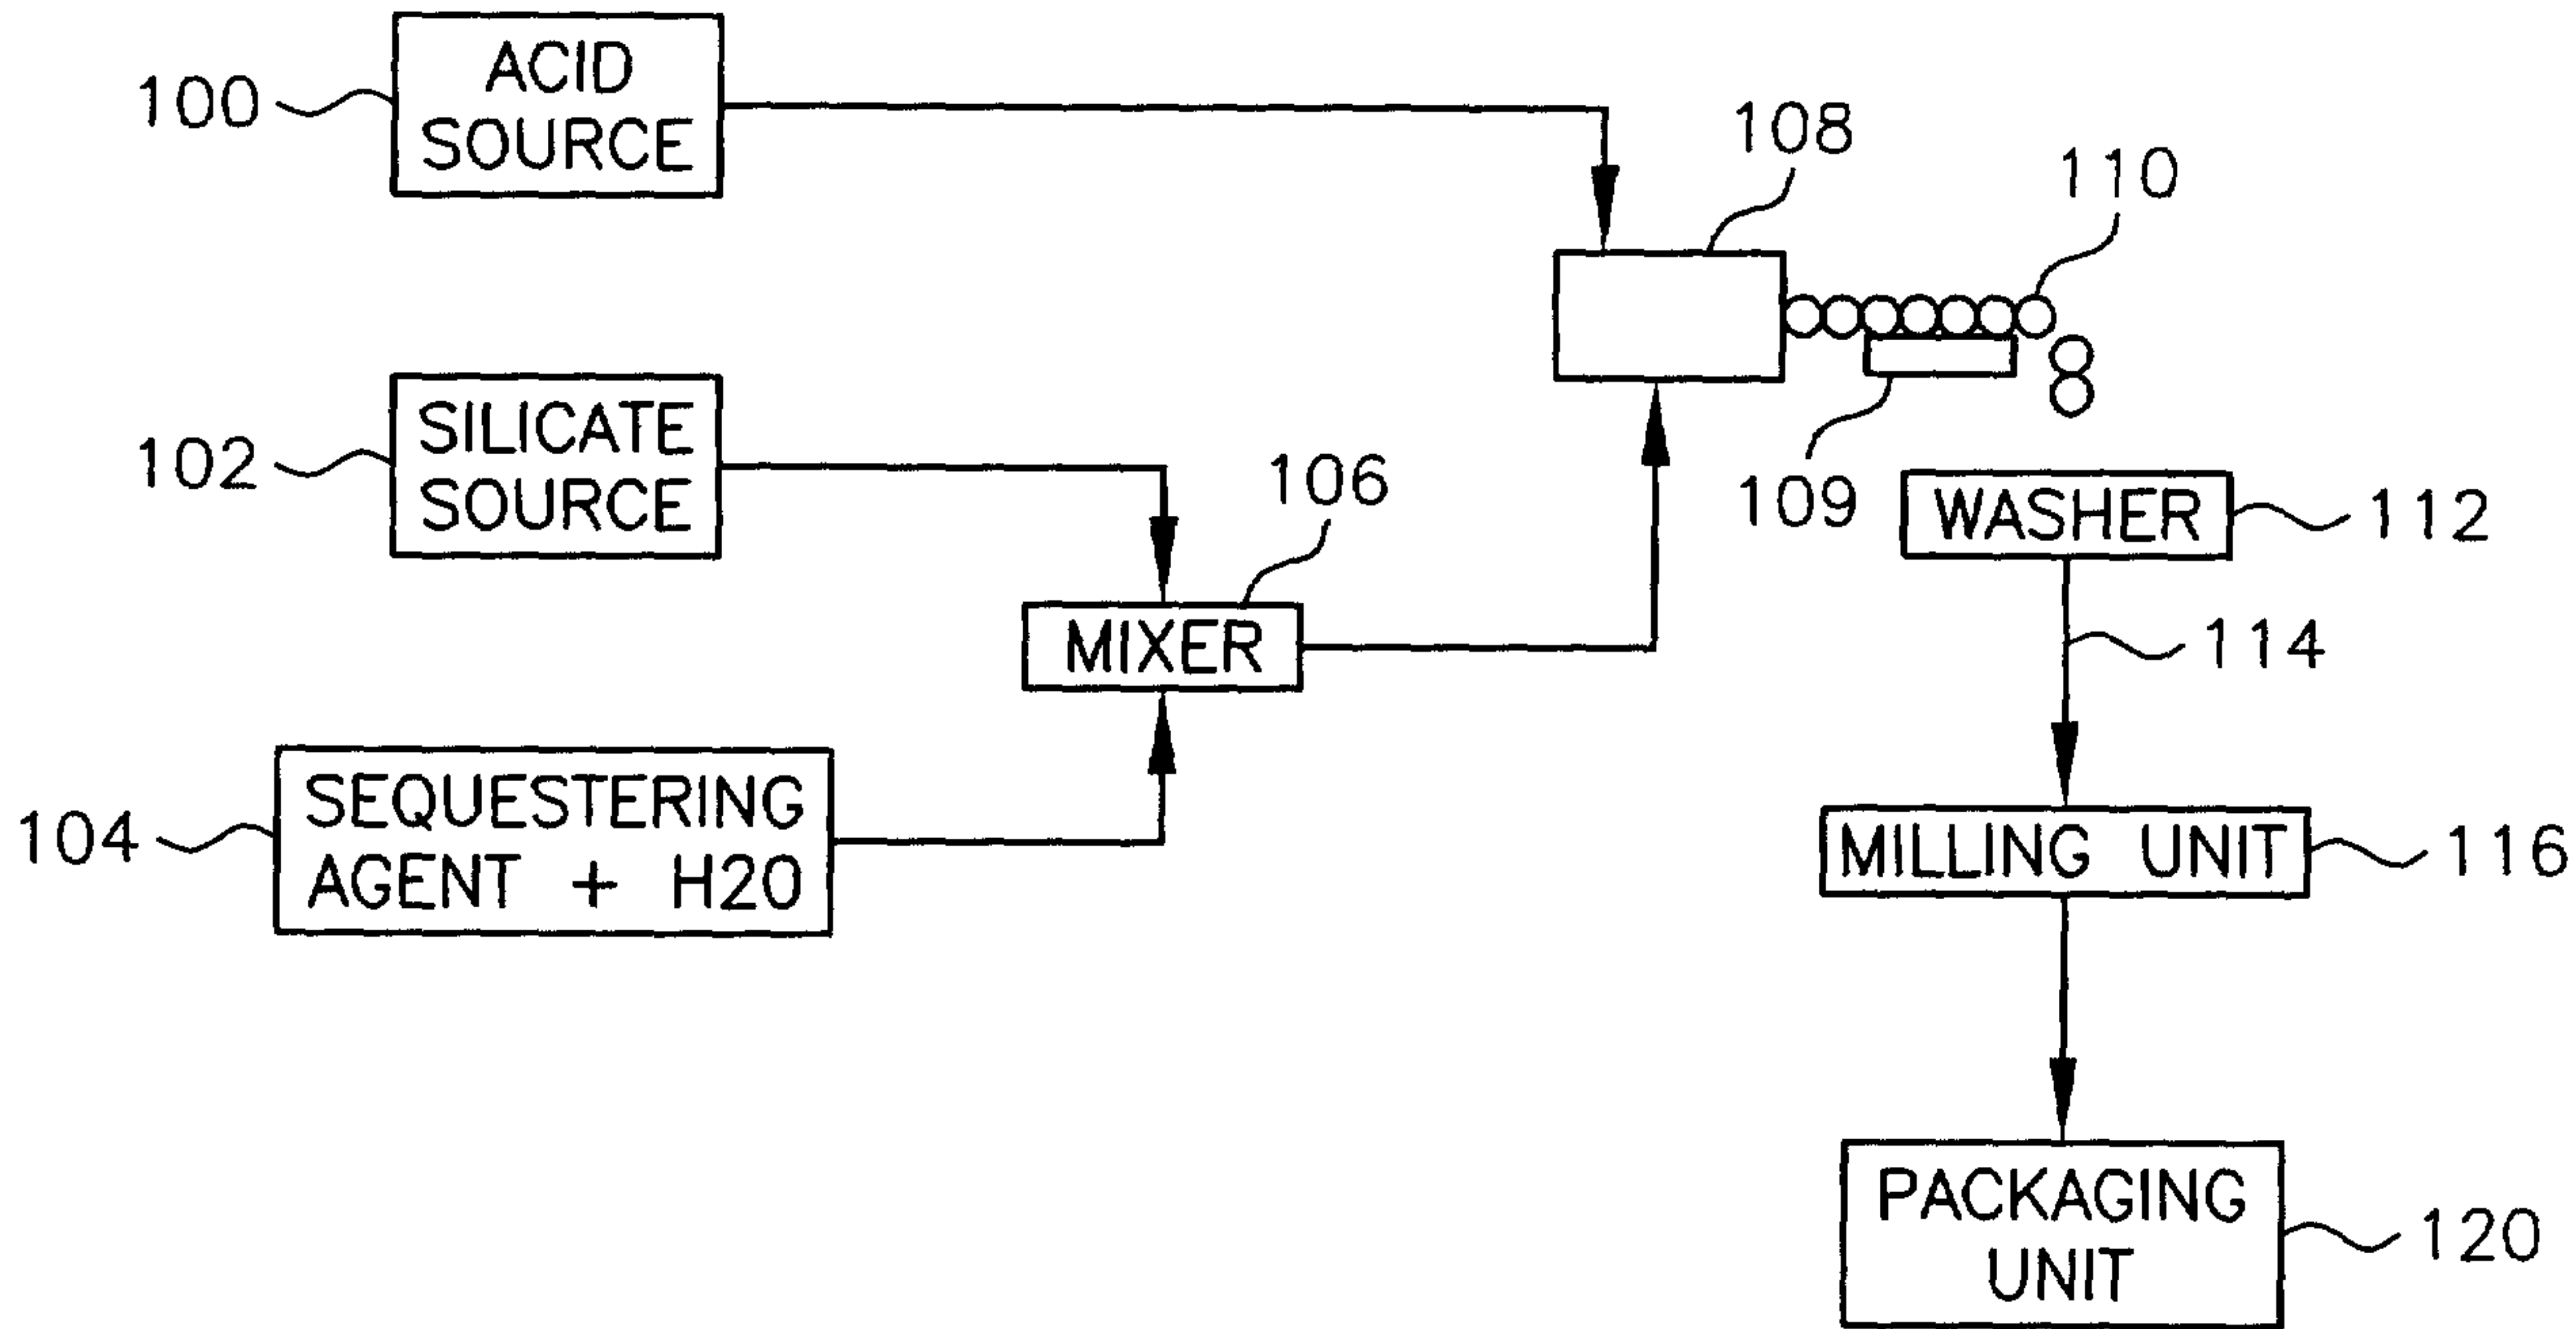 100
ACID
SOURCE
108
110
102
SILICATE
SOURCE
106
109
WASHER
112
MIXER
114
104
SEQUESTERING
AGENT + H20
MILLING UNIT
116
PACKAGING
UNIT
120